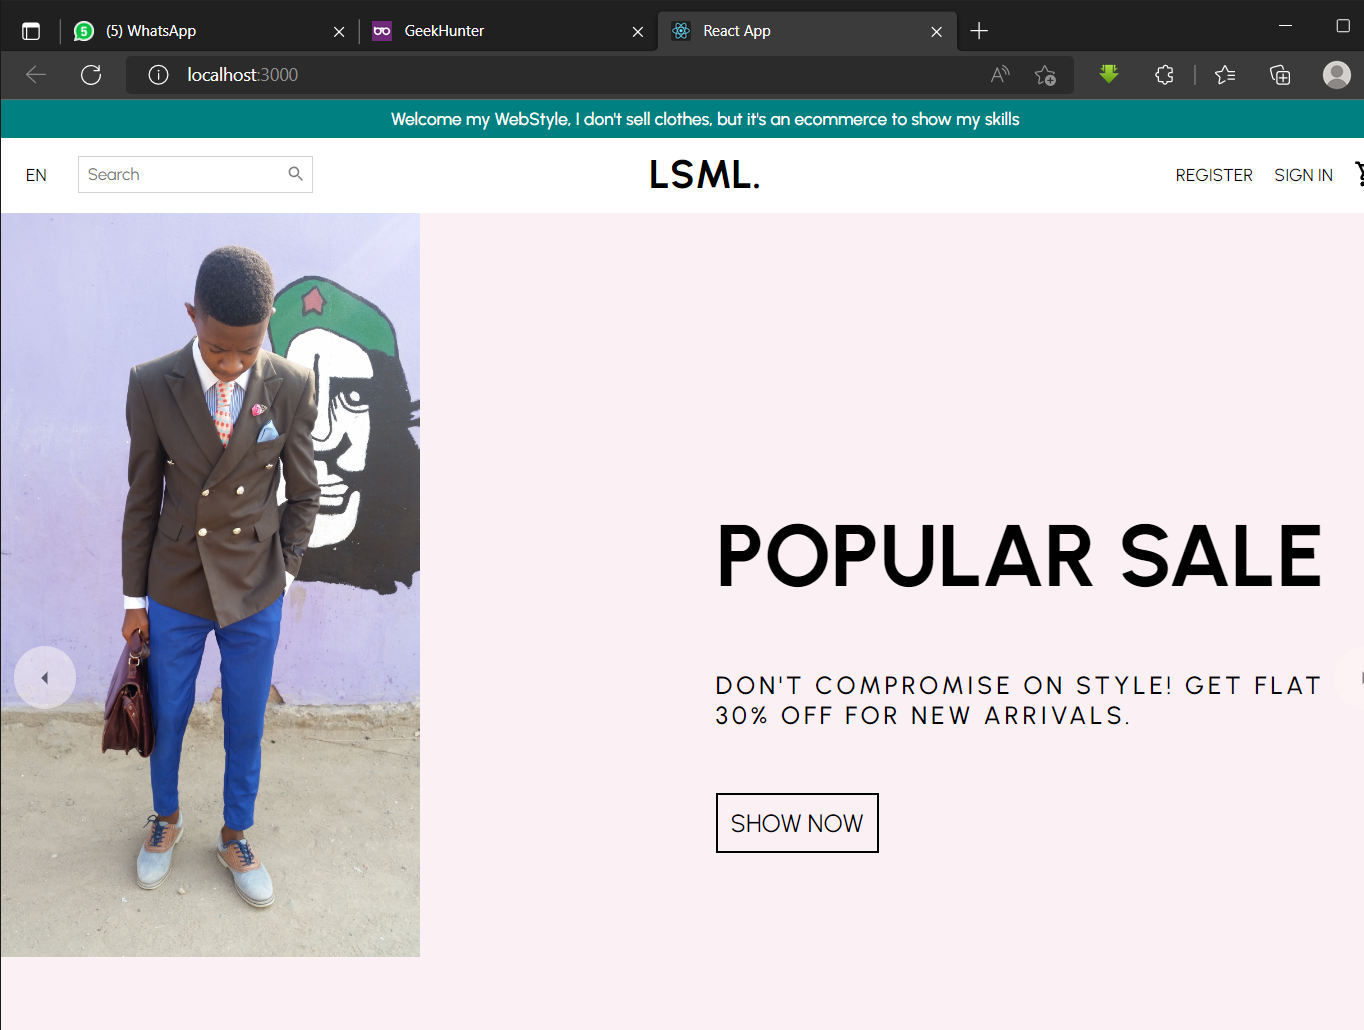 (5) WhatsApp
GeekHunter
React App
localhost:3000
Welcome my WebStyle, I don't sell clothes, but it's an ecommerce to show my skills
EN
Search
LSML.
REGISTER
SIGN IN
POPULAR SALE
DON'T COMPROMISE ON STYLE! GET FLAT
30% OFF FOR NEW ARRIVALS.
SHOW NOW